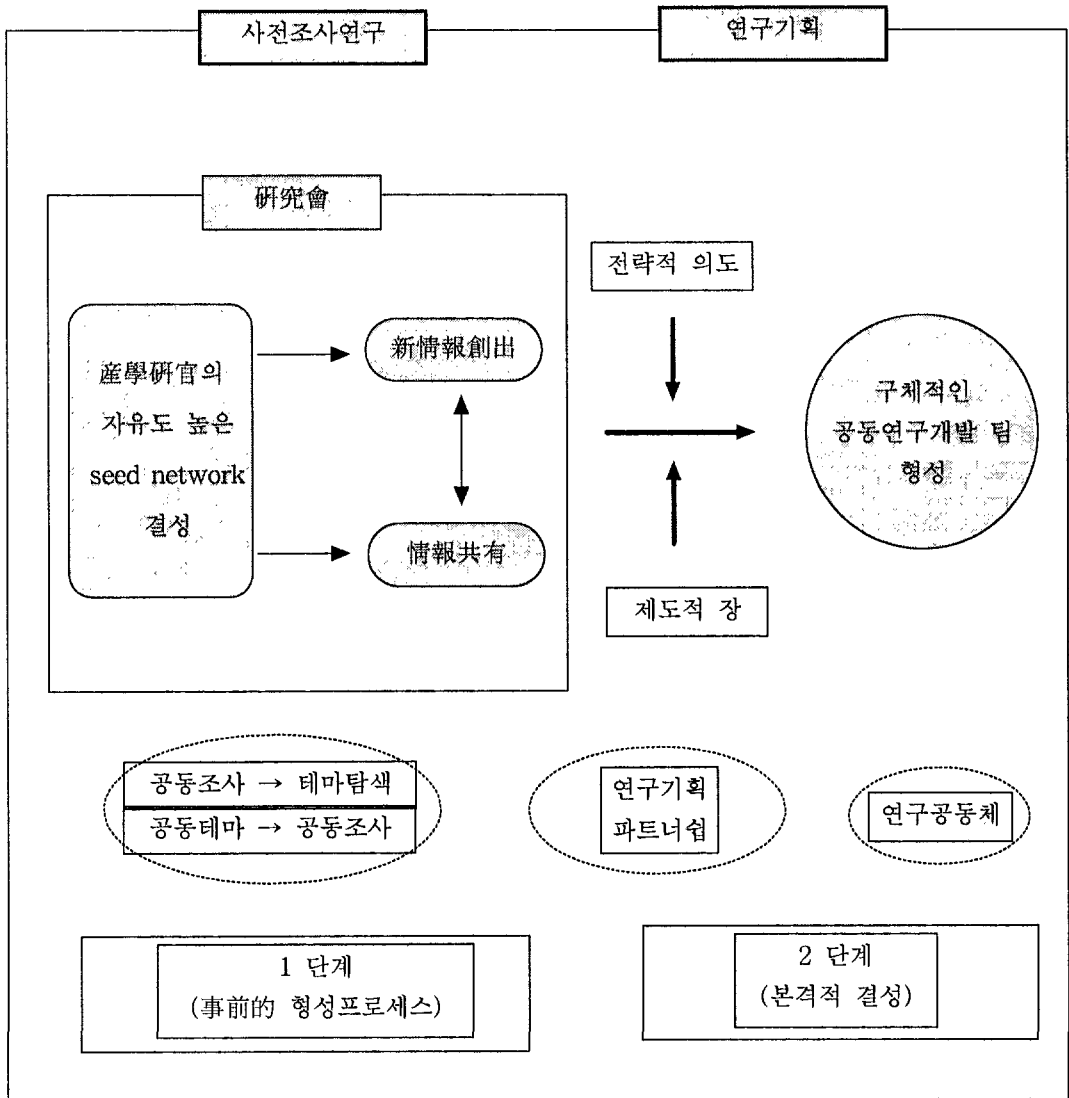 사전조사연구
연구기획
硏究會
産學硏官의
자유도 높은
seed network
결성
新情報創出
情報共有
전략적 의도
제도적 장
구체적인
공동연구개발 팀
형성
공동조사 → 테마탐색
공동테마 → 공동조사
연구기획
파트너쉽
연구공동체
1 단계
(事前的 형성프로세스)
2 단계
(본격적 결성)